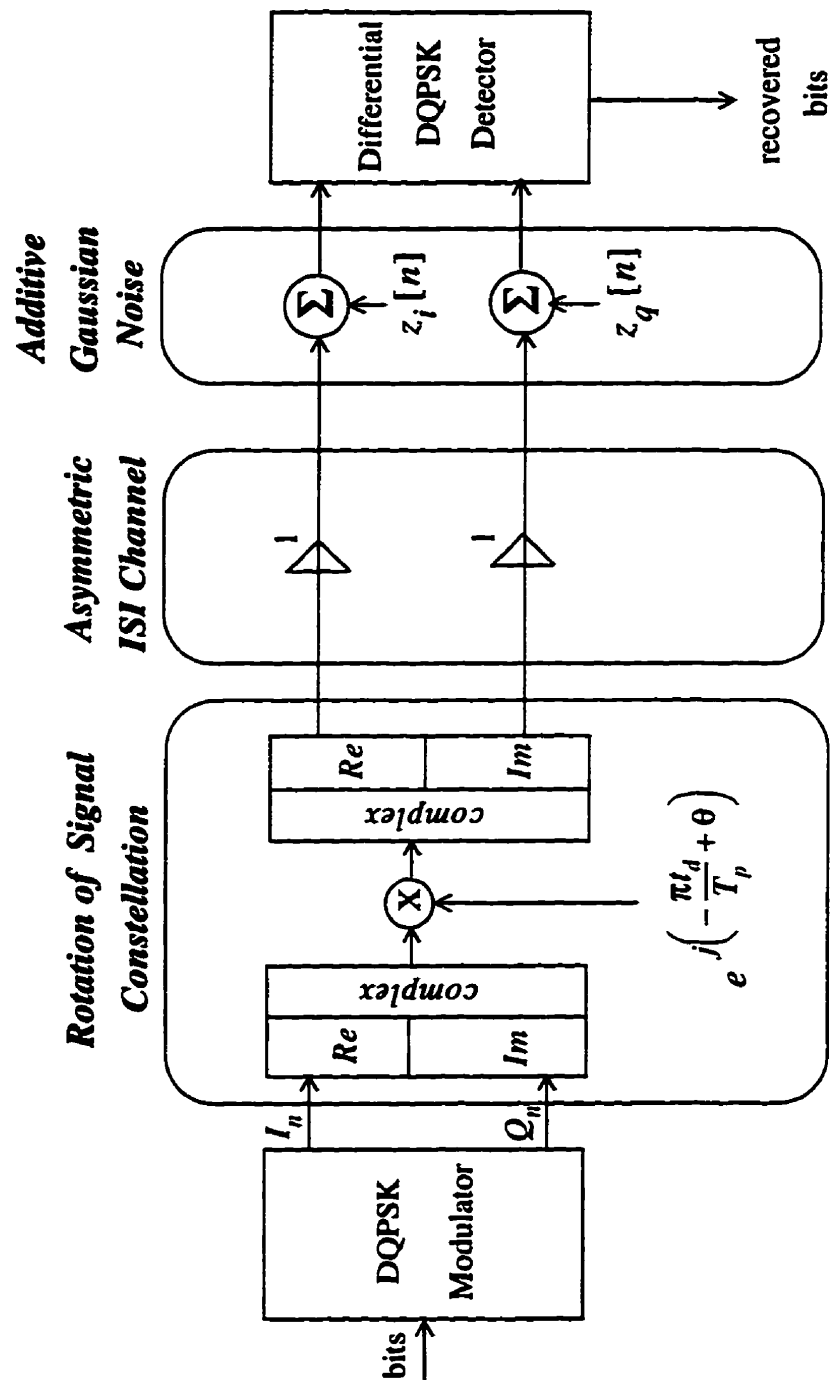 Rotation of Signal
Constellation
Asymmetric
ISI Channel
Additive
Gaussian
Noise
bits
DQPSK
Modulator
I_n
Q_n
Re
Im
complex
X
e^{j(-\frac{πt_d}{T_p} + θ)}
complex
Re
Im
1
1
Σ
z_i [n]
Σ
z_q [n]
Differential
DQPSK
Detector
recovered
bits